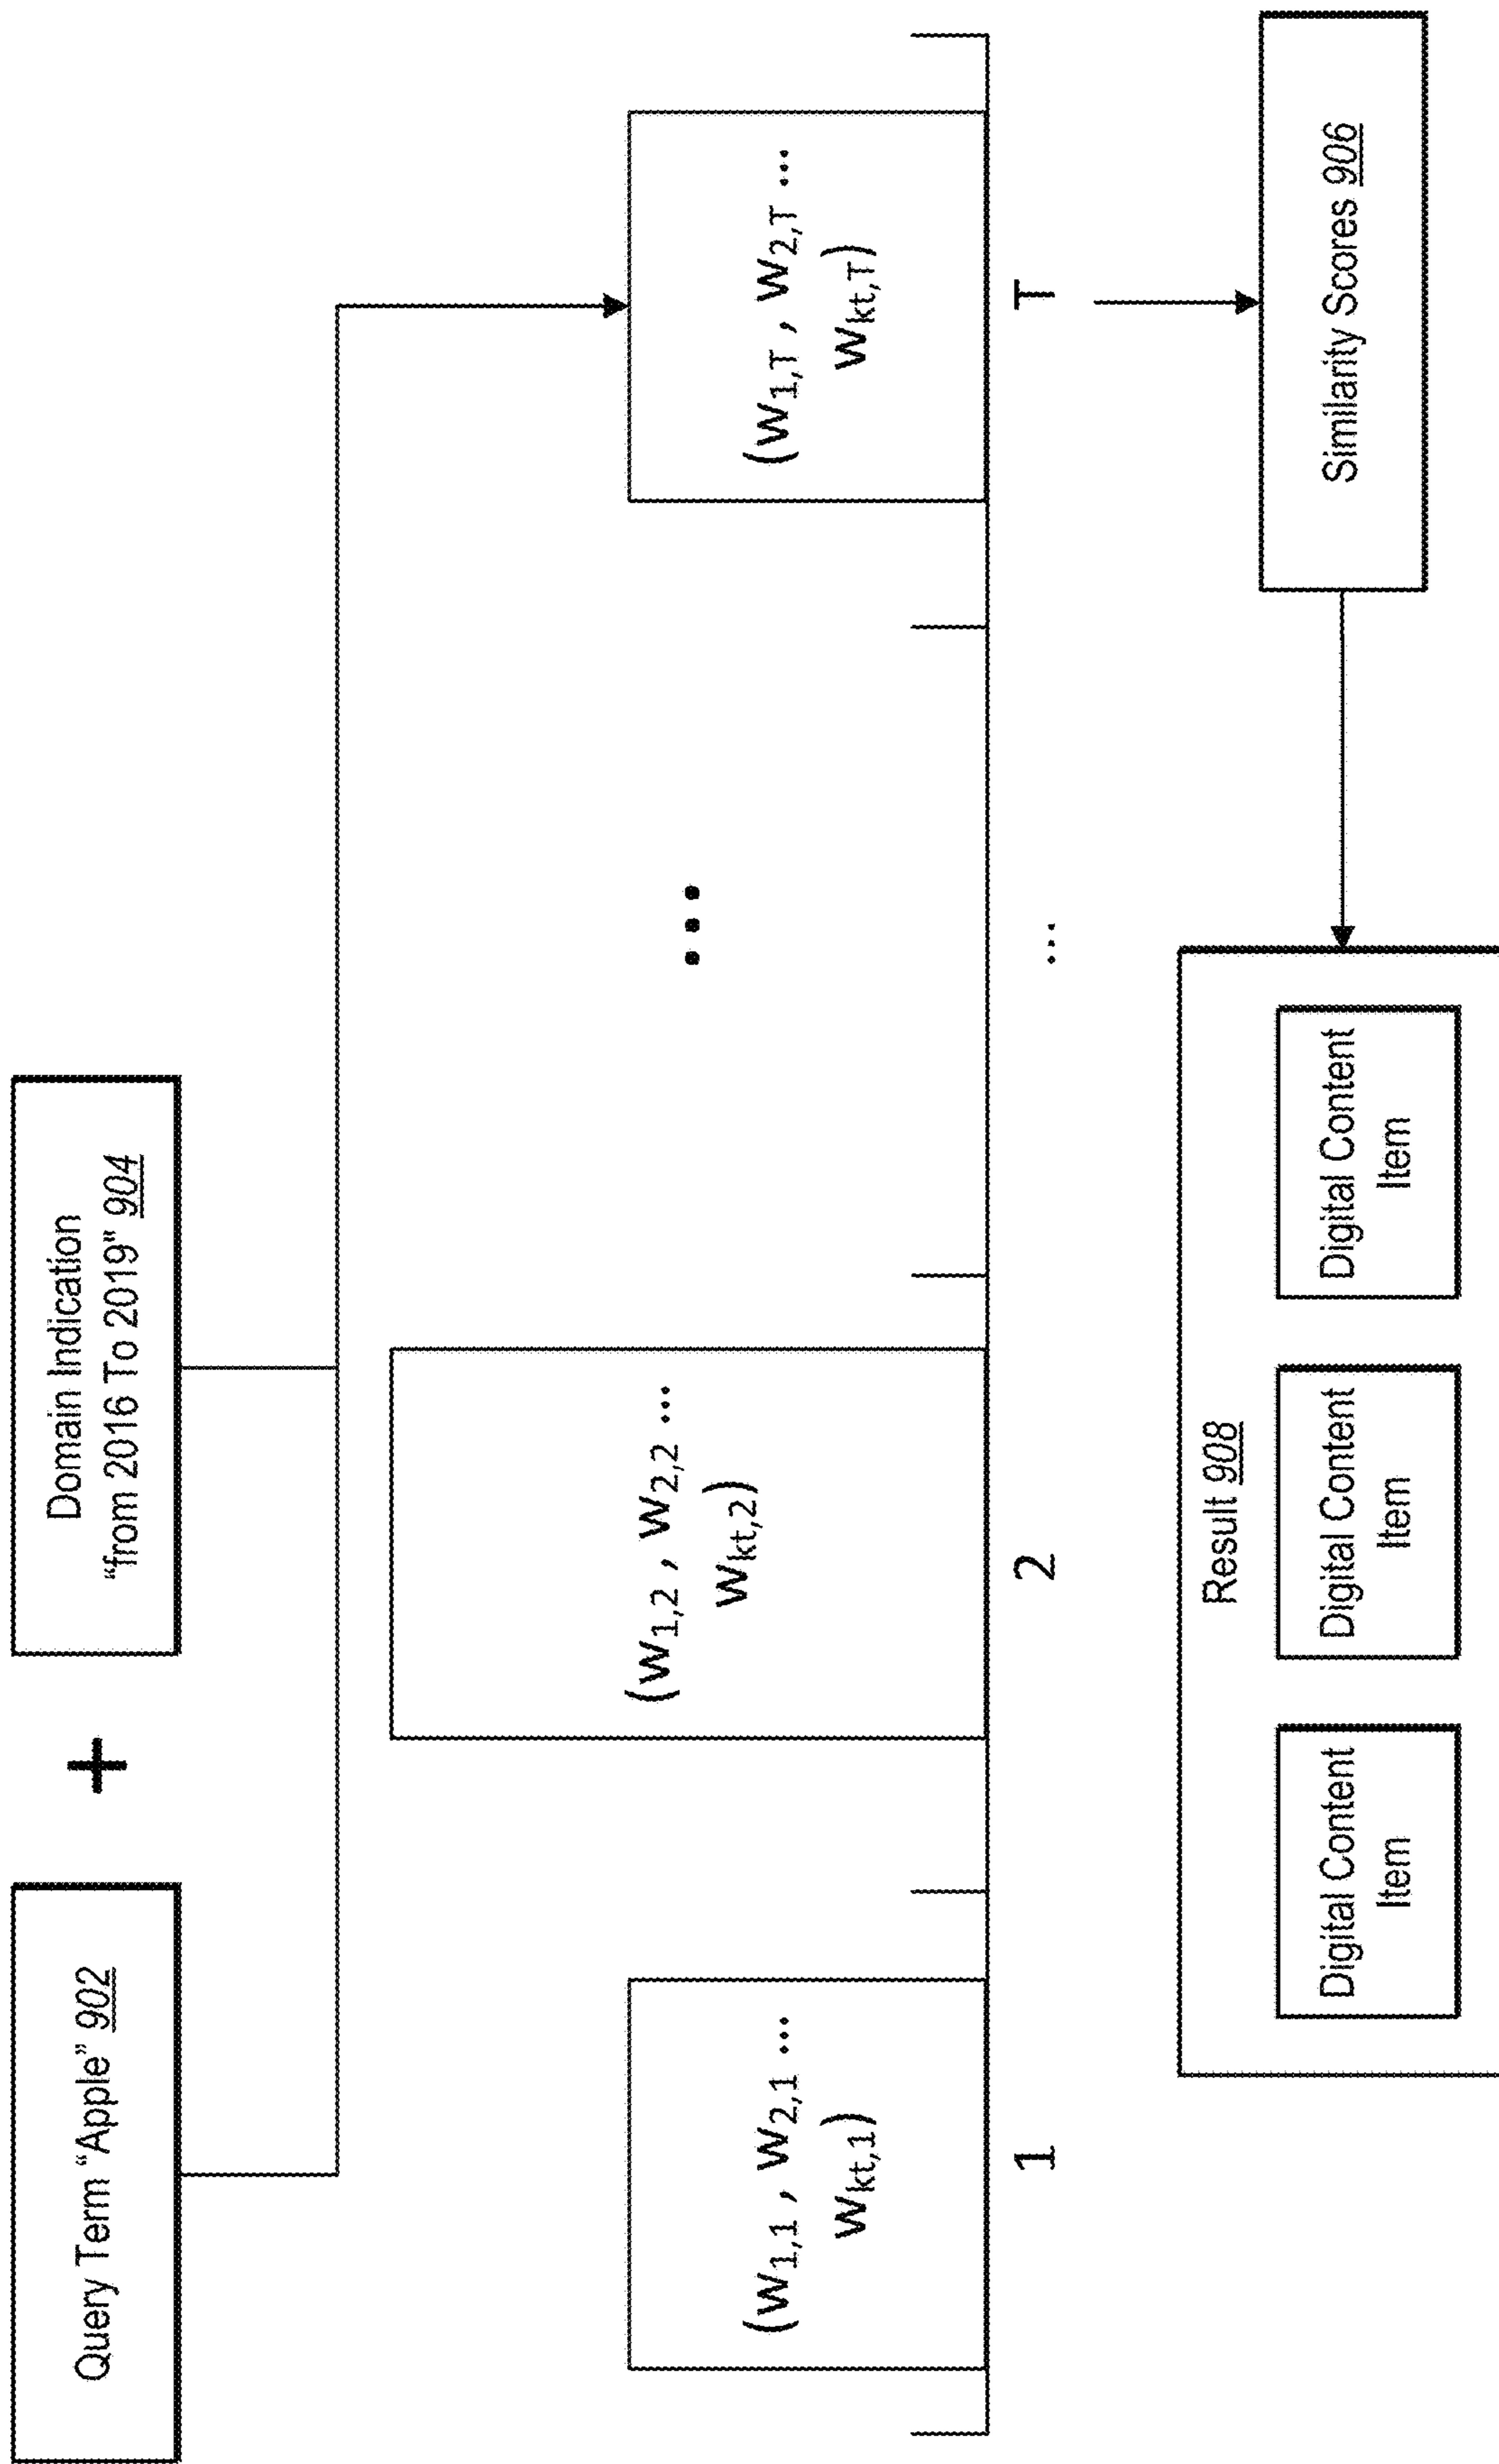 Query Term “Apple” 902
+
Domain Indication
“from 2016 To 2019” 904
(w1,1 , w2,1 ...
wkt,1)
(w1,2 , w2,2 ...
wkt,2)
...
(w1,T , w2,T ...
wkt,T)
1
2
...
T
Result 908
Digital Content
Item
Digital Content
Item
Digital Content
Item
Similarity Scores 906